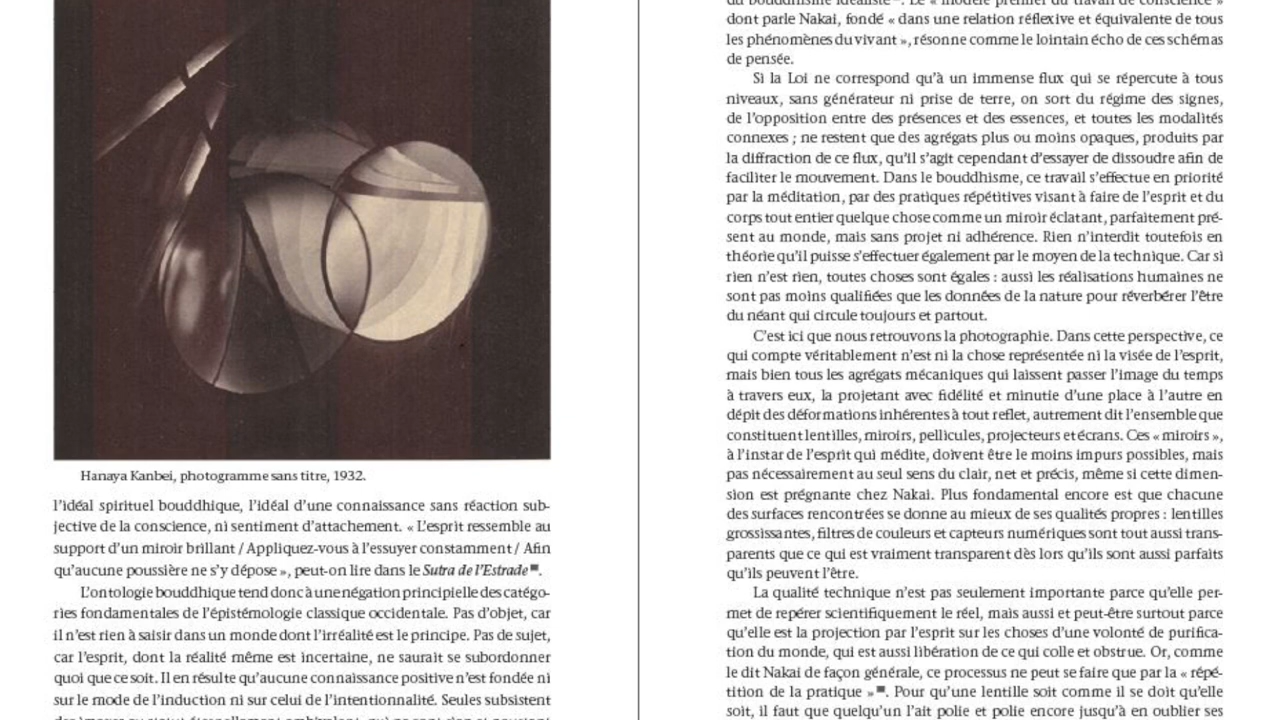 Hanaya Kanbei, photogramme sans titre, 1932.
l'idéal spirituel bouddhique, l'idéal d'une connaissance sans réaction sub-
jective de la conscience, ni sentiment d'attachement. « L'esprit ressemble au
support d'un miroir brillant / Appliquez-vous à l'essuyer constamment / Afin
qu'aucune poussière ne s'y dépose », peut-on lire dans le Sutra de l'Estrade.
L'ontologie bouddhique tend donc à une négation principielle des catégo-
ries fondamentales de l'épistémologie classique occidentale. Pas d'objet, car
il n'est rien à saisir dans un monde dont l'irréalité est le principe. Pas de sujet,
car l'esprit, dont la réalité même est incertaine, ne saurait se subordonner
quoi que ce soit. Il en résulte qu'aucune connaissance positive n'est fondée ni
sur le mode de l'induction ni sur celui de l'intentionnalité. Seules subsistent
du bouddhisme idéaliste. Le « modèle premier du travail de conscience »
dont parle Nakai, fondé « dans une relation réflexive et équivalente de tous
les phénomènes du vivant », résonne comme le lointain écho de ces schémas
de pensée.
Si la Loi ne correspond qu'à un immense flux qui se répercute à tous
niveaux, sans générateur ni prise de terre, on sort du régime des signes,
de l'opposition entre des présences et des essences, et toutes les modalités
connexes ; ne restent que des agrégats plus ou moins opaques, produits par
la diffraction de ce flux, qu'il s'agit cependant d'essayer de dissoudre afin de
faciliter le mouvement. Dans le bouddhisme, ce travail s'effectue en priorité
par la méditation, par des pratiques répétitives visant à faire de l'esprit et du
corps tout entier quelque chose comme un miroir éclatant, parfaitement pré-
sent au monde, mais sans projet ni adhérence. Rien n'interdit toutefois en
théorie qu'il puisse s'effectuer également par le moyen de la technique. Car si
rien n'est rien, toutes choses sont égales : aussi les réalisations humaines ne
sont pas moins qualifiées que les données de la nature pour réverbérer l'être
du néant qui circule toujours et partout.
C'est ici que nous retrouvons la photographie. Dans cette perspective, ce
qui compte véritablement n'est ni la chose représentée ni la visée de l'esprit,
mais bien tous les agrégats mécaniques qui laissent passer l'image du temps
à travers eux, la projetant avec fidélité et minutie d'une place à l'autre en
dépit des déformations inhérentes à tout reflet, autrement dit l'ensemble que
constituent lentilles, miroirs, pellicules, projecteurs et écrans. Ces « miroirs »,
à l'instar de l'esprit qui médite, doivent être le moins impurs possibles, mais
pas nécessairement au seul sens du clair, net et précis, même si cette dimen-
sion est prégnante chez Nakai. Plus fondamental encore est que chacune
des surfaces rencontrées se donne au mieux de ses qualités propres : lentilles
grossissantes, filtres de couleurs et capteurs numériques sont tout aussi trans-
parents que ce qui est vraiment transparent dès lors qu'ils sont aussi parfaits
qu'ils peuvent l'être.
La qualité technique n'est pas seulement importante parce qu'elle per-
met de repérer scientifiquement le réel, mais aussi et peut-être surtout parce
qu'elle est la projection par l'esprit sur les choses d'une volonté de purifica-
tion du monde, qui est aussi libération de ce qui colle et obstrue. Or, comme
le dit Nakai de façon générale, ce processus ne peut se faire que par la « répé-
tition de la pratique ». Pour qu'une lentille soit comme il se doit qu'elle
soit, il faut que quelqu'un l'ait polie et polie encore jusqu'à en oublier ses